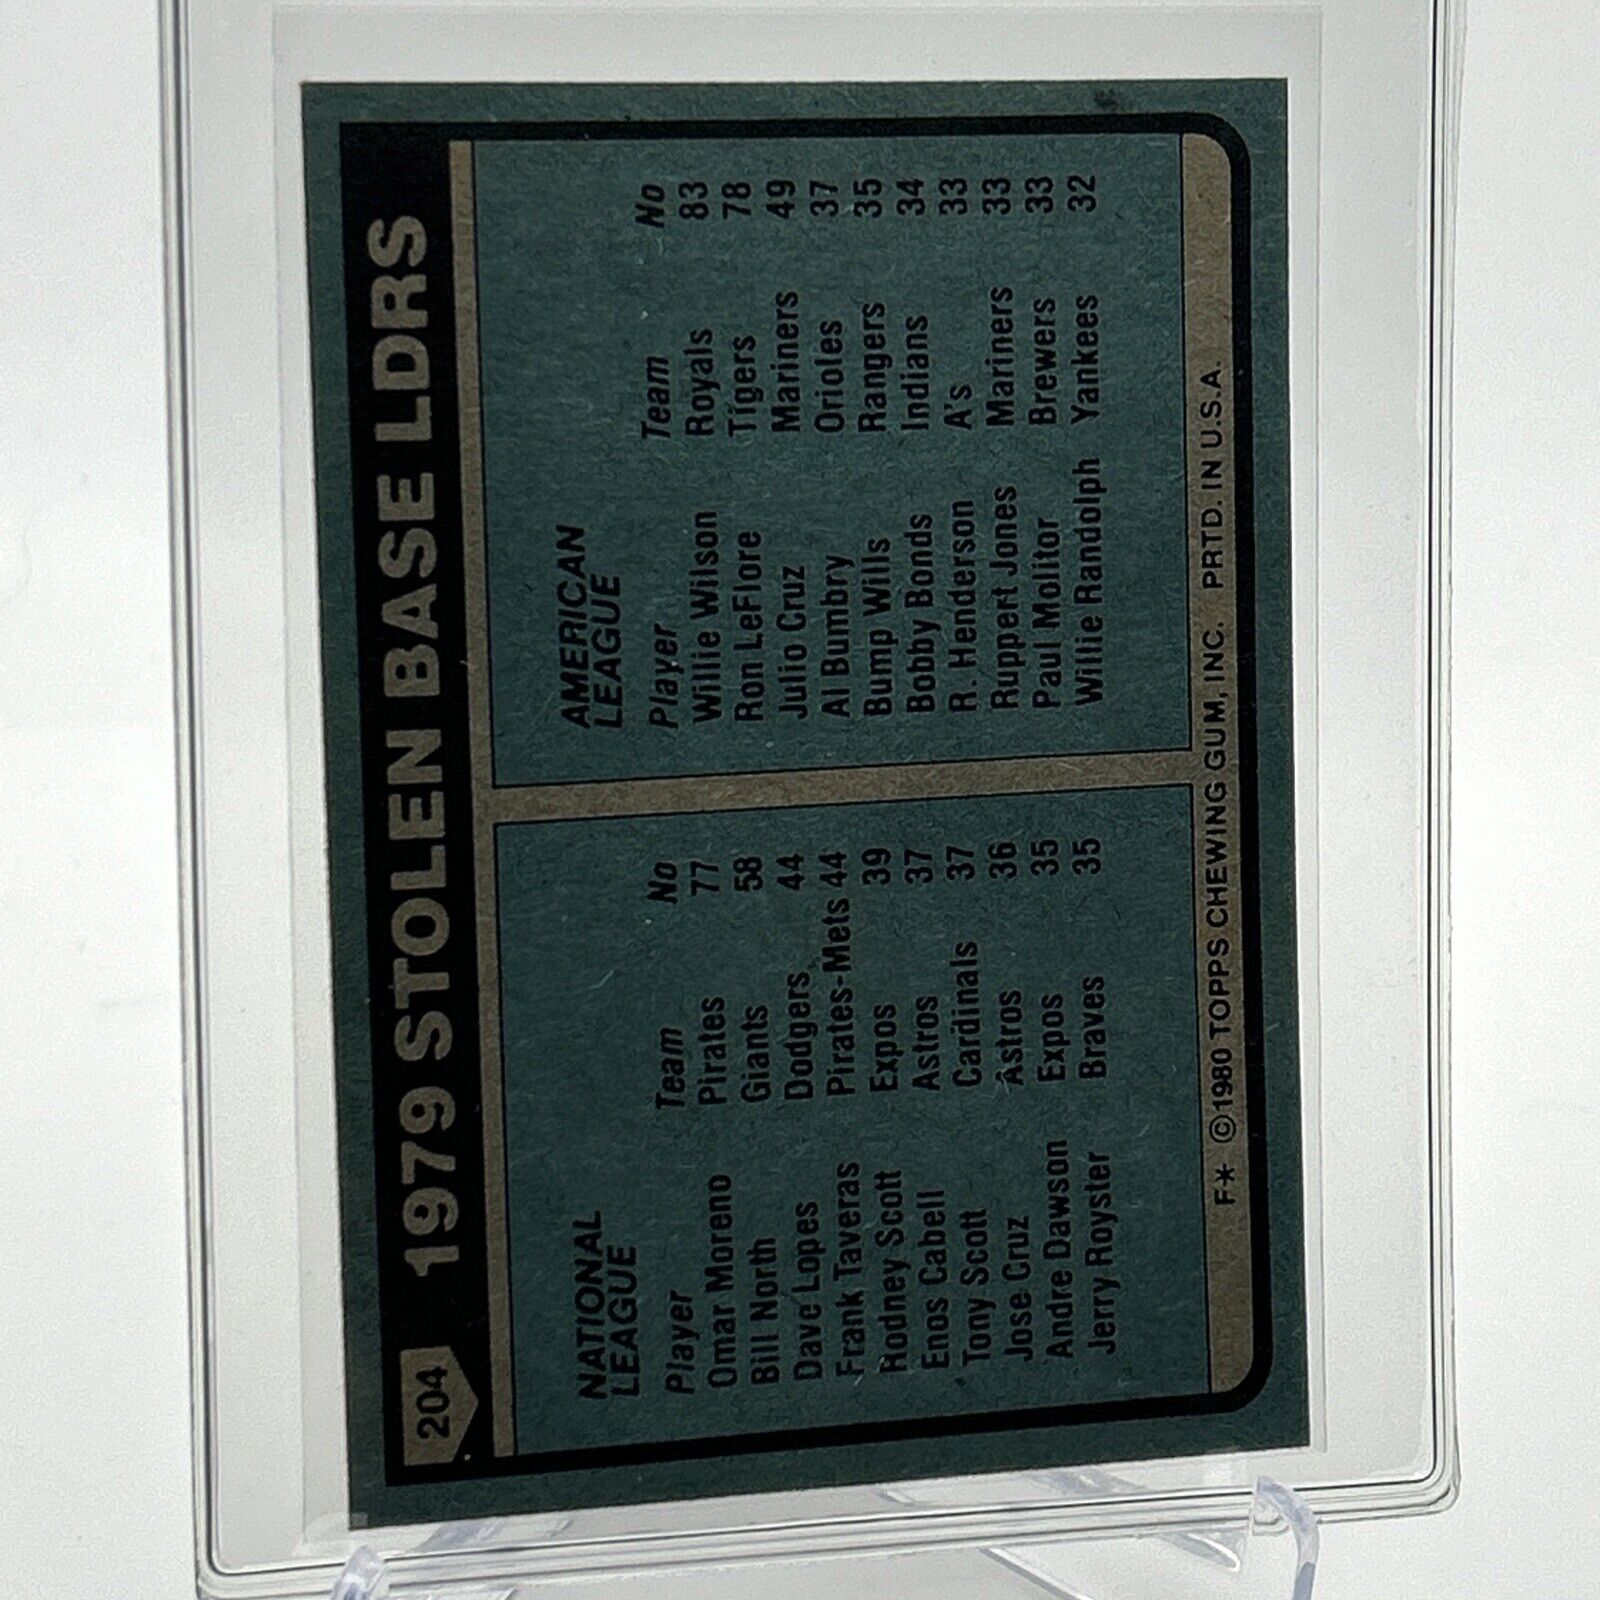 204 1979 STOLEN BASE LDRS
NATIONAL
LEAGUE
Player Team No
Omar Moreno Pirates 77
Bill North Giants 58
Dave Lopes Dodgers 44
Frank Taveras Pirates-Mets 44
Rodney Scott Expos 39
Enos Cabell Astros 37
Tony Scott Cardinals 37
Jose Cruz Astros 36
Andre Dawson Expos 35
Jerry Royster Braves 35
AMERICAN
LEAGUE
Player Team No
Willie Wilson Royals 83
Ron LeFlore Tigers 78
Julio Cruz Mariners 49
Al Bumbry Orioles 37
Bump Wills Rangers 35
Bobby Bonds Indians 34
R. Henderson A's 33
Ruppert Jones Mariners 33
Paul Molitor Brewers 33
Willie Randolph Yankees 32
F* © 1980 TOPPS CHEWING GUM, INC. PRTD. IN U.S.A.